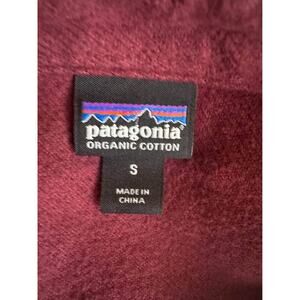 patagonia®
ORGANIC COTTON
S
MADE IN
CHINA